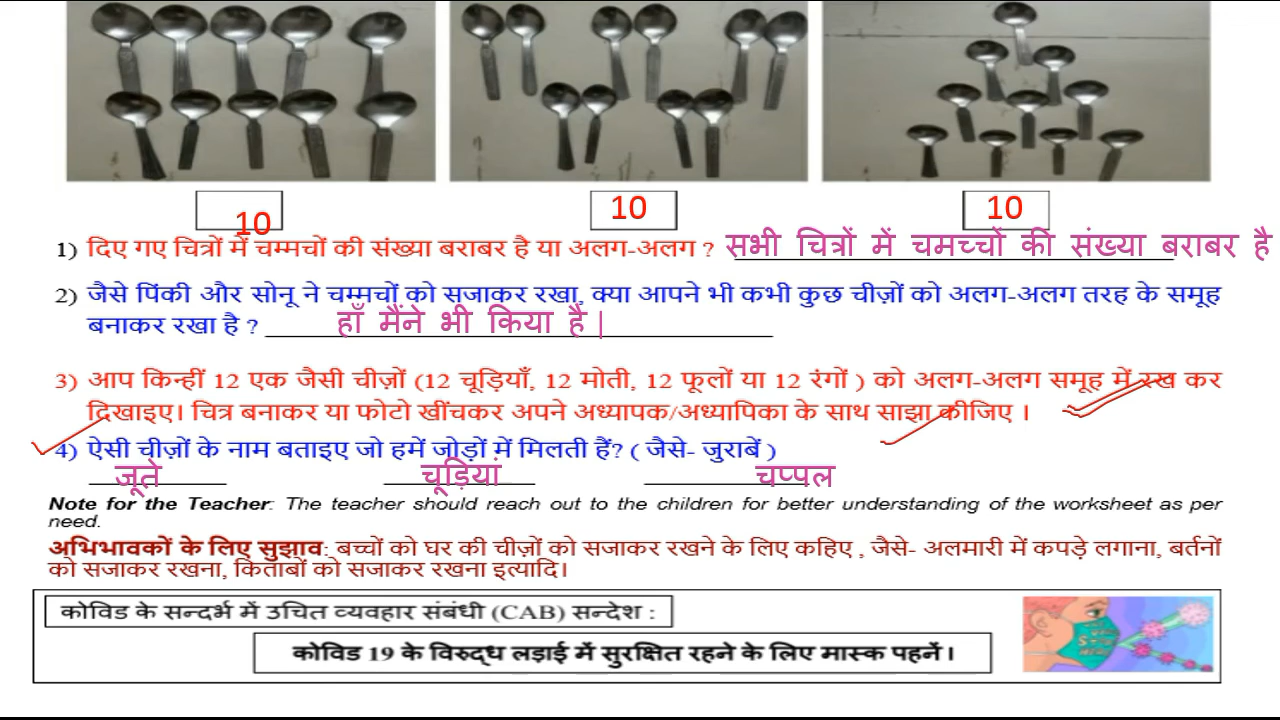 10
10
10
1) दिए गए चित्रों में चम्मचों की संख्या बराबर है या अलग-अलग ? सभी चित्रों में चमच्चों की संख्या बराबर है
2) जैसे पिंकी और सोनू ने चम्मचों को सजाकर रखा, क्या आपने भी कभी कुछ चीज़ों को अलग-अलग तरह के समूह
बनाकर रखा है ? हाँ मैंने भी किया है |
3) आप किन्हीं 12 एक जैसी चीज़ों (12 चूड़ियाँ, 12 मोती, 12 फूलों या 12 रंगों ) को अलग-अलग समूह में रख कर
दिखाइए। चित्र बनाकर या फोटो खींचकर अपने अध्यापक/अध्यापिका के साथ साझा कीजिए ।
4) ऐसी चीज़ों के नाम बताइए जो हमें जोड़ों में मिलती हैं? ( जैसे- जुराबें )
जूते चूड़ियां चप्पल
Note for the Teacher: The teacher should reach out to the children for better understanding of the worksheet as per
need.
अभिभावकों के लिए सुझाव: बच्चों को घर की चीज़ों को सजाकर रखने के लिए कहिए , जैसे- अलमारी में कपड़े लगाना, बर्तनों
को सजाकर रखना, किताबों को सजाकर रखना इत्यादि।
कोविड के सन्दर्भ में उचित व्यवहार संबंधी (CAB) सन्देश :
कोविड 19 के विरुद्ध लड़ाई में सुरक्षित रहने के लिए मास्क पहनें ।